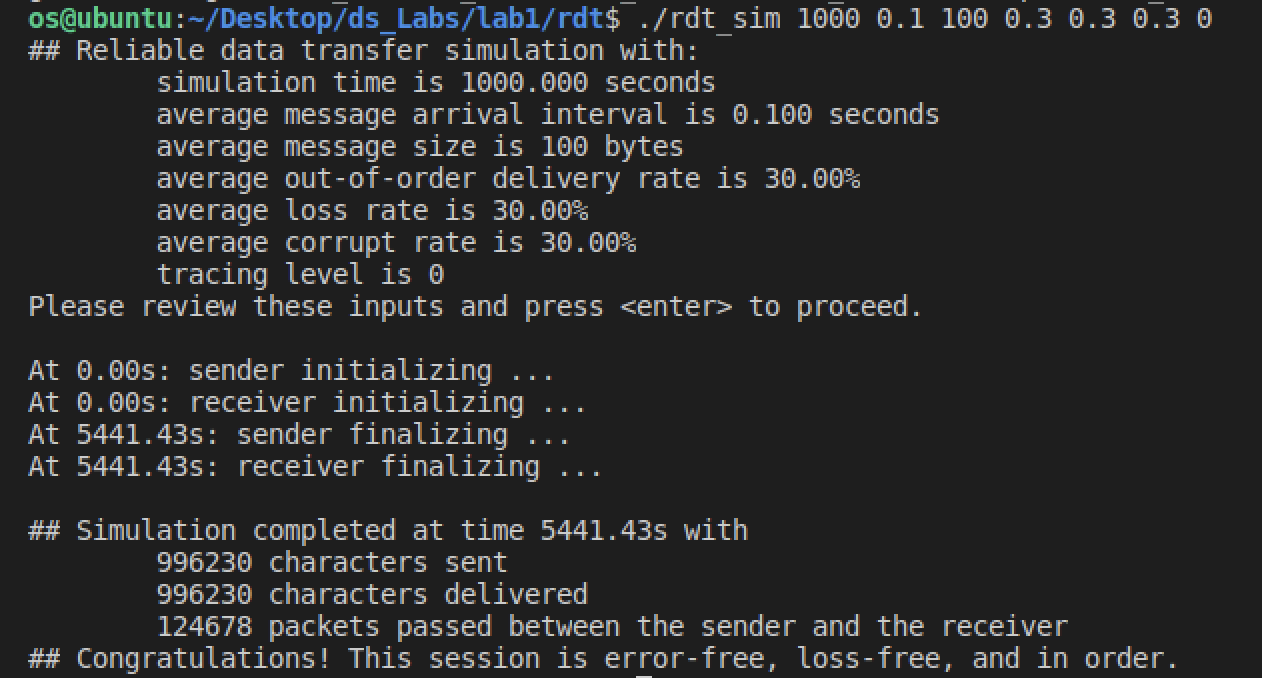 os@ubuntu:~/Desktop/ds_Labs/lab1/rdt$ ./rdt_sim 1000 0.1 100 0.3 0.3 0.3 0
## Reliable data transfer simulation with:
        simulation time is 1000.000 seconds
        average message arrival interval is 0.100 seconds
        average message size is 100 bytes
        average out-of-order delivery rate is 30.00%
        average loss rate is 30.00%
        average corrupt rate is 30.00%
        tracing level is 0
Please review these inputs and press <enter> to proceed.

At 0.00s: sender initializing ...
At 0.00s: receiver initializing ...
At 5441.43s: sender finalizing ...
At 5441.43s: receiver finalizing ...

## Simulation completed at time 5441.43s with
        996230 characters sent
        996230 characters delivered
        124678 packets passed between the sender and the receiver
## Congratulations! This session is error-free, loss-free, and in order.